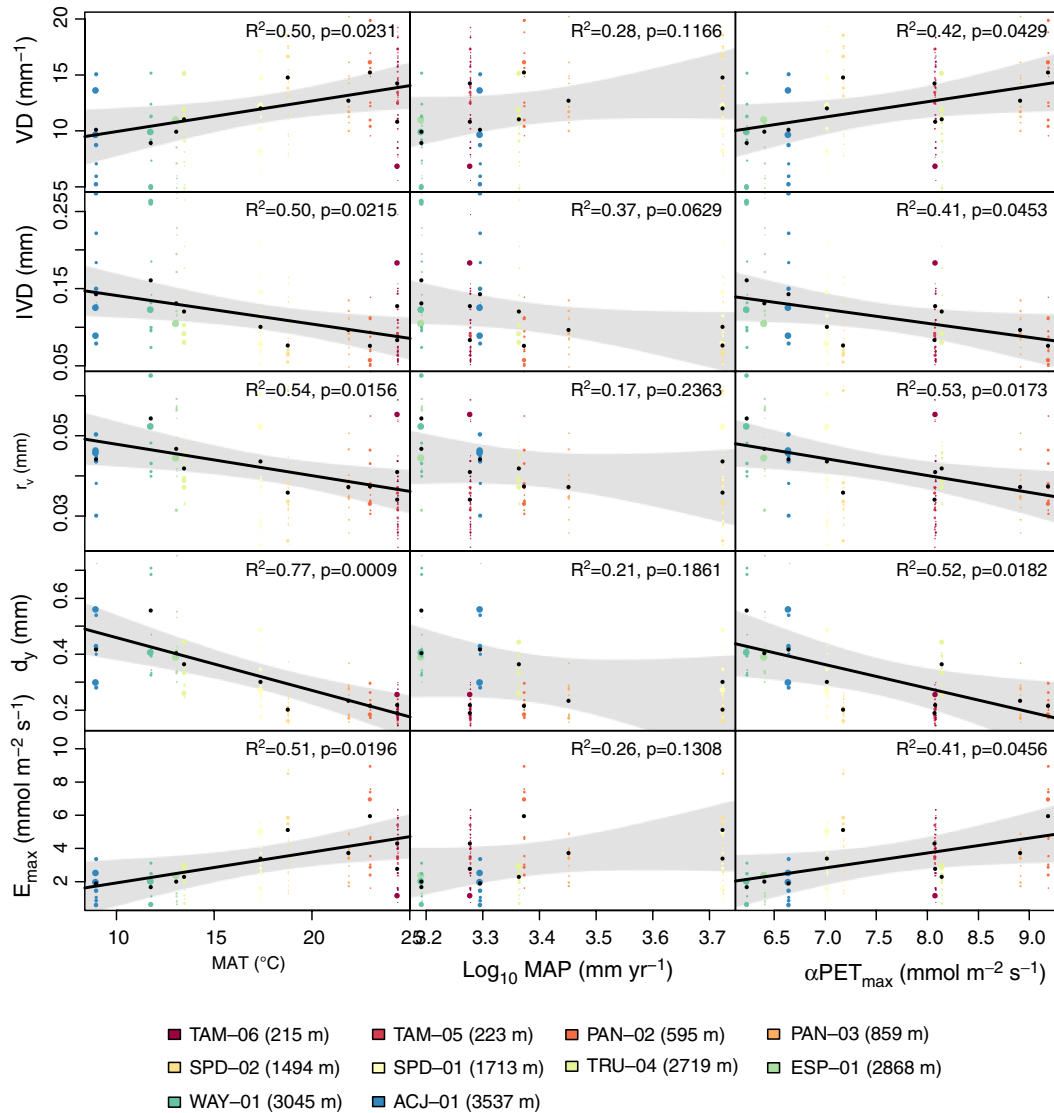 R²=0.50, p=0.0231
R²=0.28, p=0.1166
R²=0.42, p=0.0429
VD (mm⁻¹)
20
15
10
5
R²=0.50, p=0.0215
R²=0.37, p=0.0629
R²=0.41, p=0.0453
IVD (mm)
0.25
0.15
0.05
R²=0.54, p=0.0156
R²=0.17, p=0.2363
R²=0.53, p=0.0173
rᵥ (mm)
0.05
0.03
R²=0.77, p=0.0009
R²=0.21, p=0.1861
R²=0.52, p=0.0182
d_y (mm)
0.6
0.4
0.2
R²=0.51, p=0.0196
R²=0.26, p=0.1308
R²=0.41, p=0.0456
E_max (mmol m⁻² s⁻¹)
10
8
6
4
2
10 15 20 25
3.2 3.3 3.4 3.5 3.6 3.7
6.5 7.0 7.5 8.0 8.5 9.0
MAT (°C)
Log₁₀ MAP (mm yr⁻¹)
αPET_max (mmol m⁻² s⁻¹)
TAM–06 (215 m) TAM–05 (223 m) PAN–02 (595 m) PAN–03 (859 m)
SPD–02 (1494 m) SPD–01 (1713 m) TRU–04 (2719 m) ESP–01 (2868 m)
WAY–01 (3045 m) ACJ–01 (3537 m)